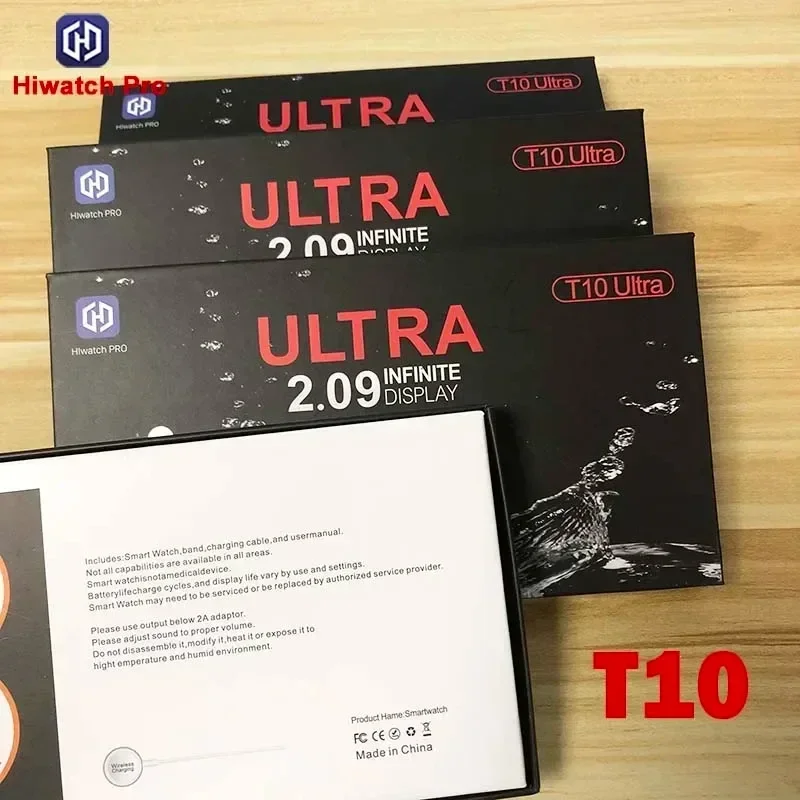 Hiwatch Pro
Hiwatch PRO
ULTRA
T10 Ultra
HIwatch PRO
ULTRA
2.09 INFINITE
DISPLAY
T10 Ultra
HIwatch PRO
ULTRA
2.09 INFINITE
DISPLAY
T10 Ultra
Includes:Smart Watch,band,charging cable,and usermanual.
Not all capabilities are available in all areas.
Smart watchisnotamedicaldevice.
Batterylifecharge cycles,and display life vary by use and settings.
Smart Watch may need to be serviced or be replaced by authorized service provider.
Please use output below 2A adaptor.
Please adjust sound to proper volume.
Do not disassemble it,modify it,heat it or expose it to
hight emperature and humid environment.
Wireless
Charging
Product Hame:Smartwatch
FC CE
Made in China
T10